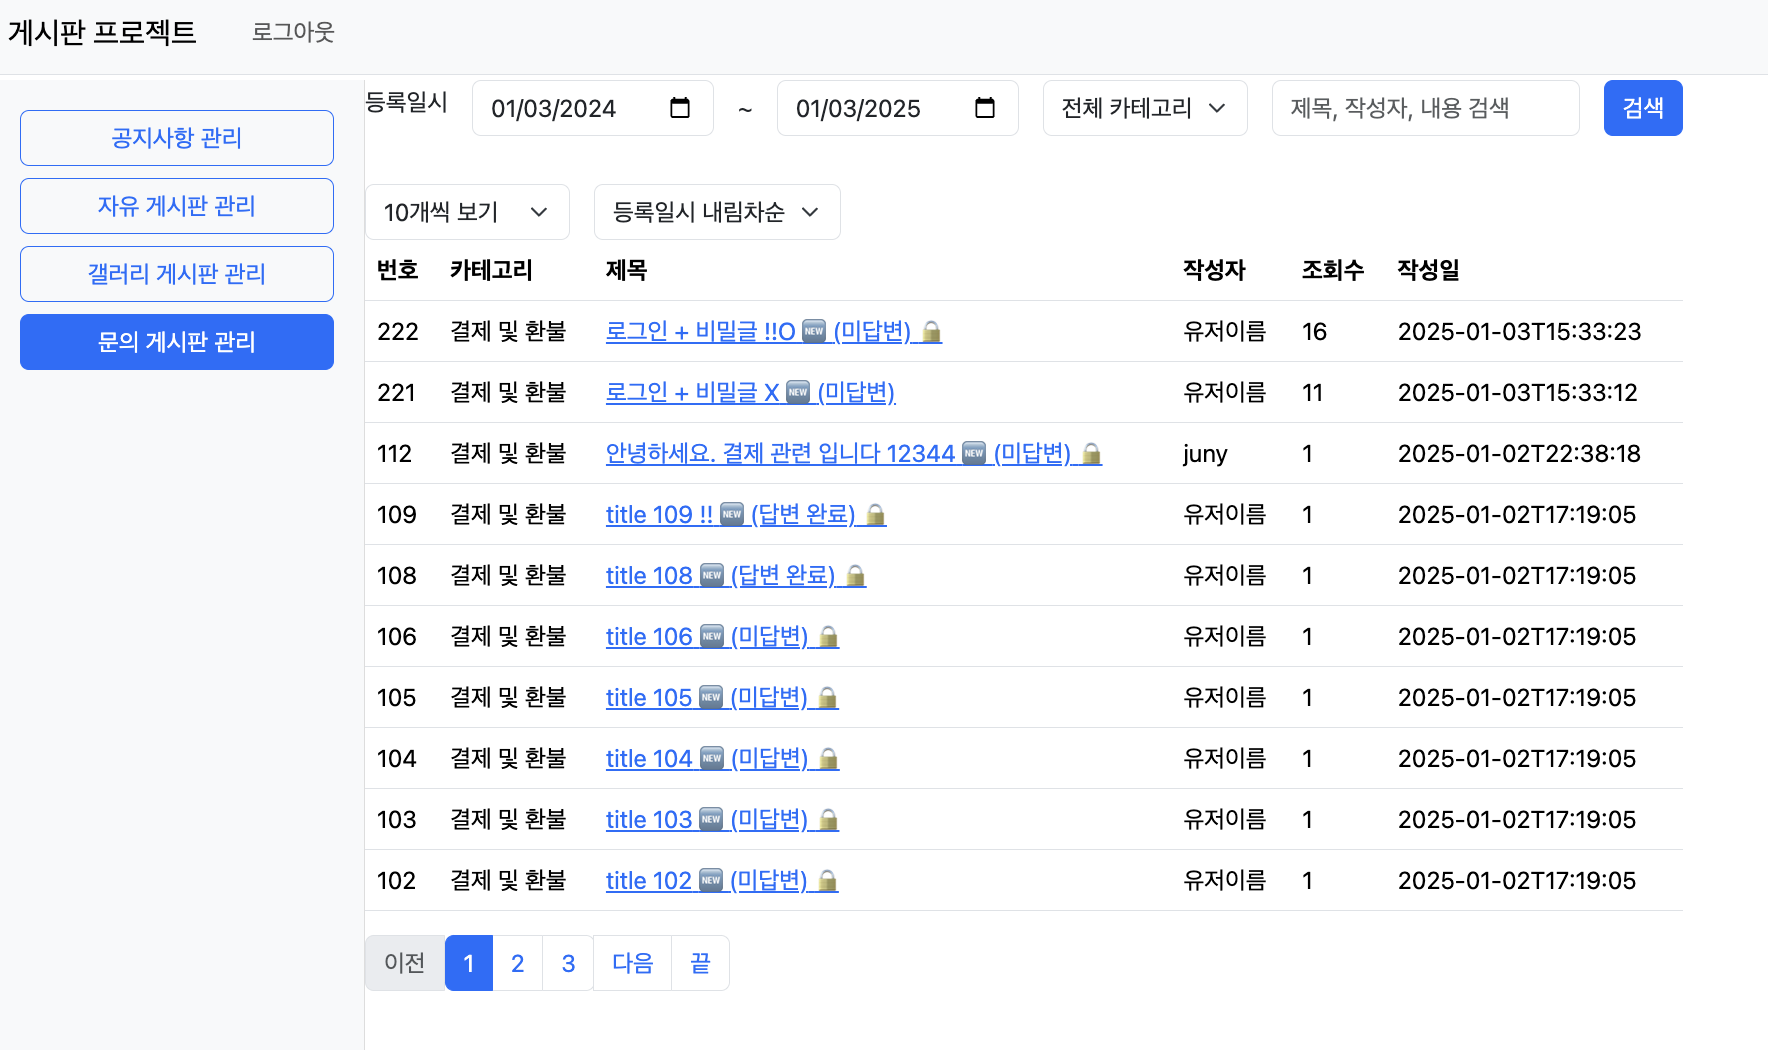 게시판 프로젝트 로그아웃
공지사항 관리
자유 게시판 관리
갤러리 게시판 관리
문의 게시판 관리
등록일시 01/03/2024 ~ 01/03/2025 전체 카테고리 제목, 작성자, 내용 검색 검색
10개씩 보기 등록일시 내림차순
번호 카테고리 제목 작성자 조회수 작성일
222 결제 및 환불 로그인 + 비밀글 !!O 🆕 (미답변) 🔒 유저이름 16 2025-01-03T15:33:23
221 결제 및 환불 로그인 + 비밀글 X 🆕 (미답변) 유저이름 11 2025-01-03T15:33:12
112 결제 및 환불 안녕하세요. 결제 관련 입니다 12344 🆕 (미답변) 🔒 juny 1 2025-01-02T22:38:18
109 결제 및 환불 title 109 !! 🆕 (답변 완료) 🔒 유저이름 1 2025-01-02T17:19:05
108 결제 및 환불 title 108 🆕 (답변 완료) 🔒 유저이름 1 2025-01-02T17:19:05
106 결제 및 환불 title 106 🆕 (미답변) 🔒 유저이름 1 2025-01-02T17:19:05
105 결제 및 환불 title 105 🆕 (미답변) 🔒 유저이름 1 2025-01-02T17:19:05
104 결제 및 환불 title 104 🆕 (미답변) 🔒 유저이름 1 2025-01-02T17:19:05
103 결제 및 환불 title 103 🆕 (미답변) 🔒 유저이름 1 2025-01-02T17:19:05
102 결제 및 환불 title 102 🆕 (미답변) 🔒 유저이름 1 2025-01-02T17:19:05
이전 1 2 3 다음 끝